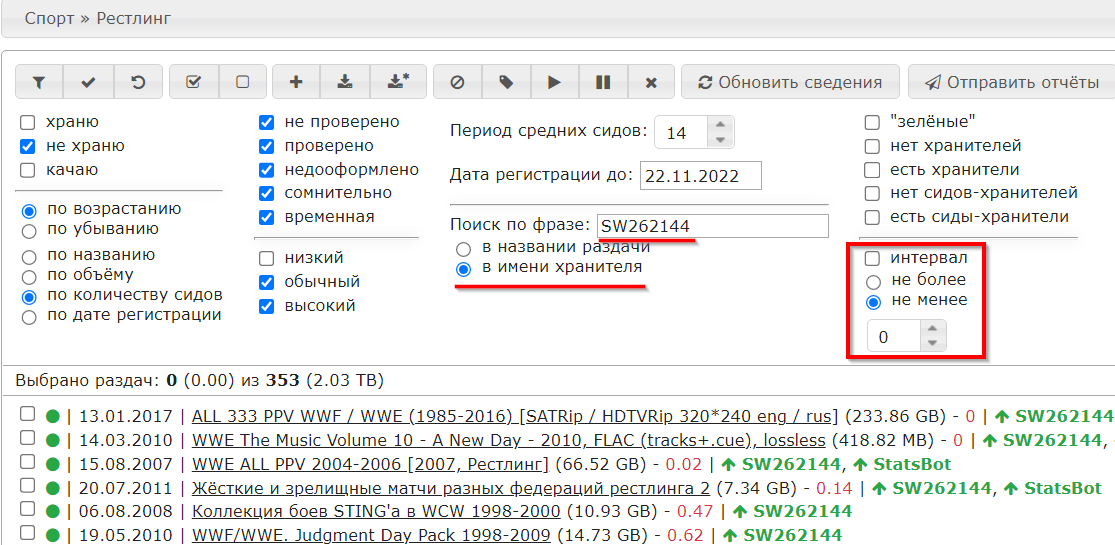 Спорт » Рестлинг
Обновить сведения
Отправить отчёты
храню
не храню
качаю
по возрастанию
по убыванию
по названию
по объёму
по количеству сидов
по дате регистрации
не проверено
проверено
недооформлено
сомнительно
временная
низкий
обычный
высокий
Период средних сидов: 14
Дата регистрации до: 22.11.2022
Поиск по фразе: SW262144
в названии раздачи
в имени хранителя
"зелёные"
нет хранителей
есть хранители
нет сидов-хранителей
есть сиды-хранители
интервал
не более
не менее
0
Выбрано раздач: 0 (0.00) из 353 (2.03 TB)
| 13.01.2017 | ALL 333 PPV WWF / WWE (1985-2016) [SATRip / HDTVRip 320*240 eng / rus] (233.86 GB) - 0 | SW262144
| 14.03.2010 | WWE The Music Volume 10 - A New Day - 2010, FLAC (tracks+.cue), lossless (418.82 MB) - 0 | SW262144,
| 15.08.2007 | WWE ALL PPV 2004-2006 [2007, Рестлинг] (66.52 GB) - 0.02 | SW262144, StatsBot
| 20.07.2011 | Жёсткие и зрелищные матчи разных федераций рестлинга 2 (7.34 GB) - 0.14 | SW262144, StatsBot
| 06.08.2008 | Коллекция боев STING'a в WCW 1998-2000 (10.93 GB) - 0.47 | SW262144
| 19.05.2010 | WWF/WWE. Judgment Day Pack 1998-2009 (14.73 GB) - 0.62 | SW262144